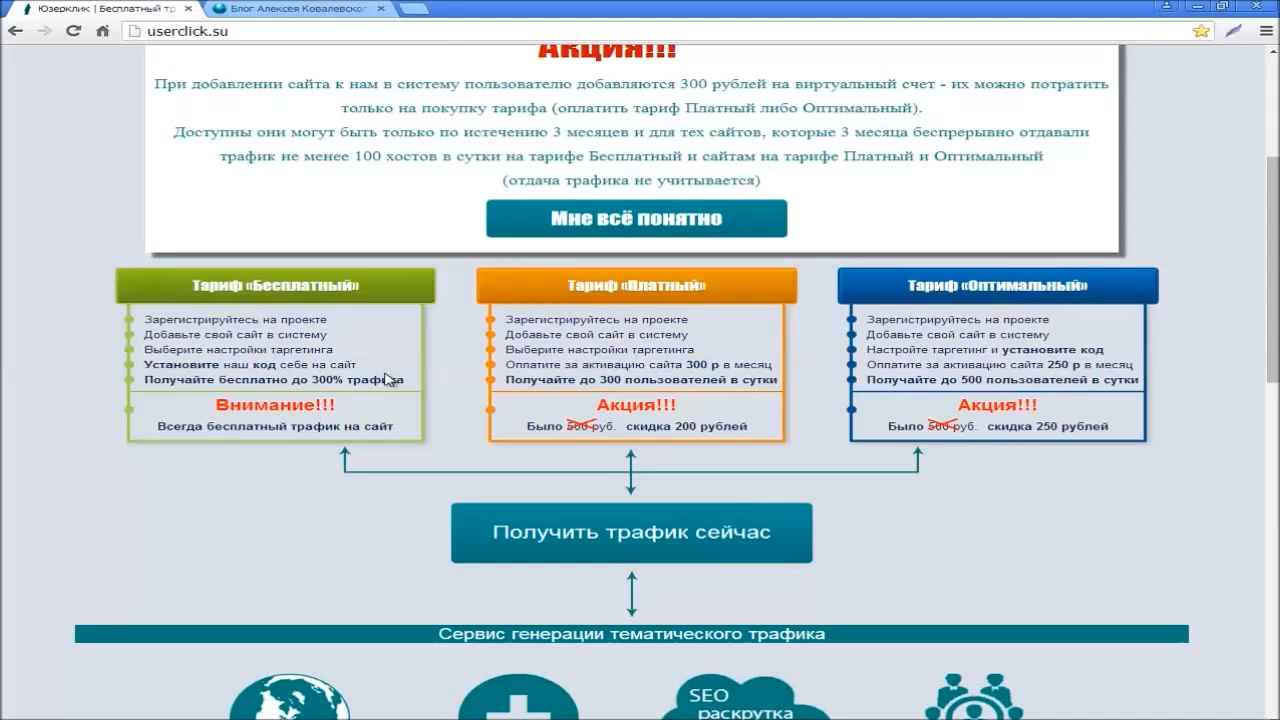 Юзерклик | Бесплатный тр
Блог Алексея Ковалевског
userclick.su
АКЦИЯ!!!
При добавлении сайта к нам в систему пользователю добавляются 300 рублей на виртуальный счет - их можно потратить
только на покупку тарифа (оплатить тариф Платный либо Оптимальный).
Доступны они могут быть только по истечению 3 месяцев и для тех сайтов, которые 3 месяца беспрерывно отдавали
трафик не менее 100 хостов в сутки на тарифе Бесплатный и сайтам на тарифе Платный и Оптимальный
(отдача трафика не учитывается)
Мне всё понятно
Тариф «Бесплатный»
Зарегистрируйтесь на проекте
Добавьте свой сайт в систему
Выберите настройки таргетинга
Установите наш код себе на сайт
Получайте бесплатно до 300% трафика
Внимание!!!
Всегда бесплатный трафик на сайт
Тариф «Платный»
Зарегистрируйтесь на проекте
Добавьте свой сайт в систему
Выберите настройки таргетинга
Оплатите за активацию сайта 300 р в месяц
Получайте до 300 пользователей в сутки
Акция!!!
Было 500 руб. скидка 200 рублей
Тариф «Оптимальный»
Зарегистрируйтесь на проекте
Добавьте свой сайт в систему
Настройте таргетинг и установите код
Оплатите за активацию сайта 250 р в месяц
Получайте до 500 пользователей в сутки
Акция!!!
Было 500 руб. скидка 250 рублей
Получить трафик сейчас
Сервис генерации тематического трафика
SEO
раскрутка